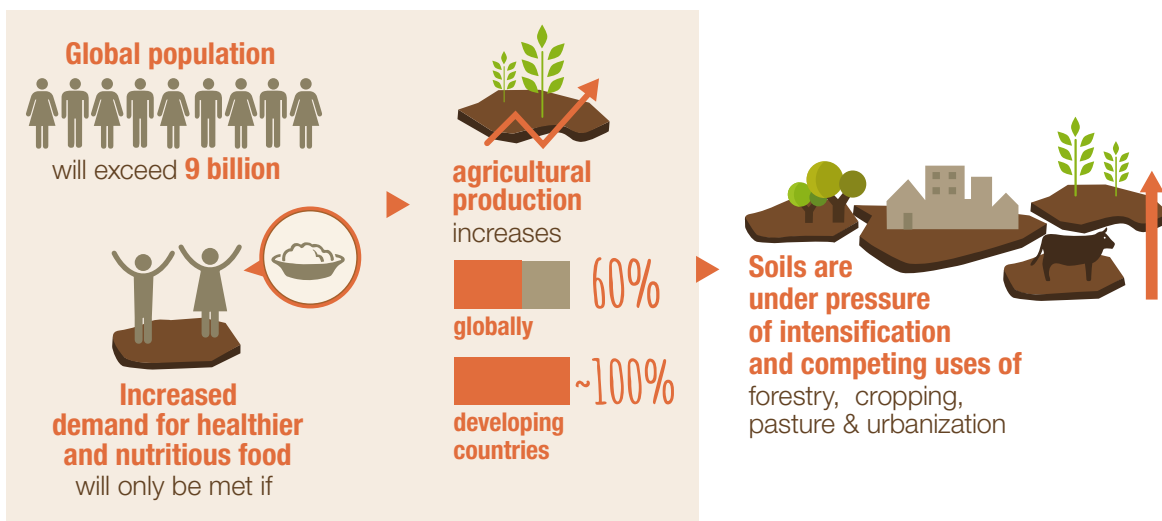 Global population
will exceed 9 billion
Increased
demand for healthier
and nutritious food
will only be met if
agricultural
production
increases
60%
globally
~100%
developing
countries
Soils are
under pressure
of intensification
and competing uses of
forestry, cropping,
pasture & urbanization